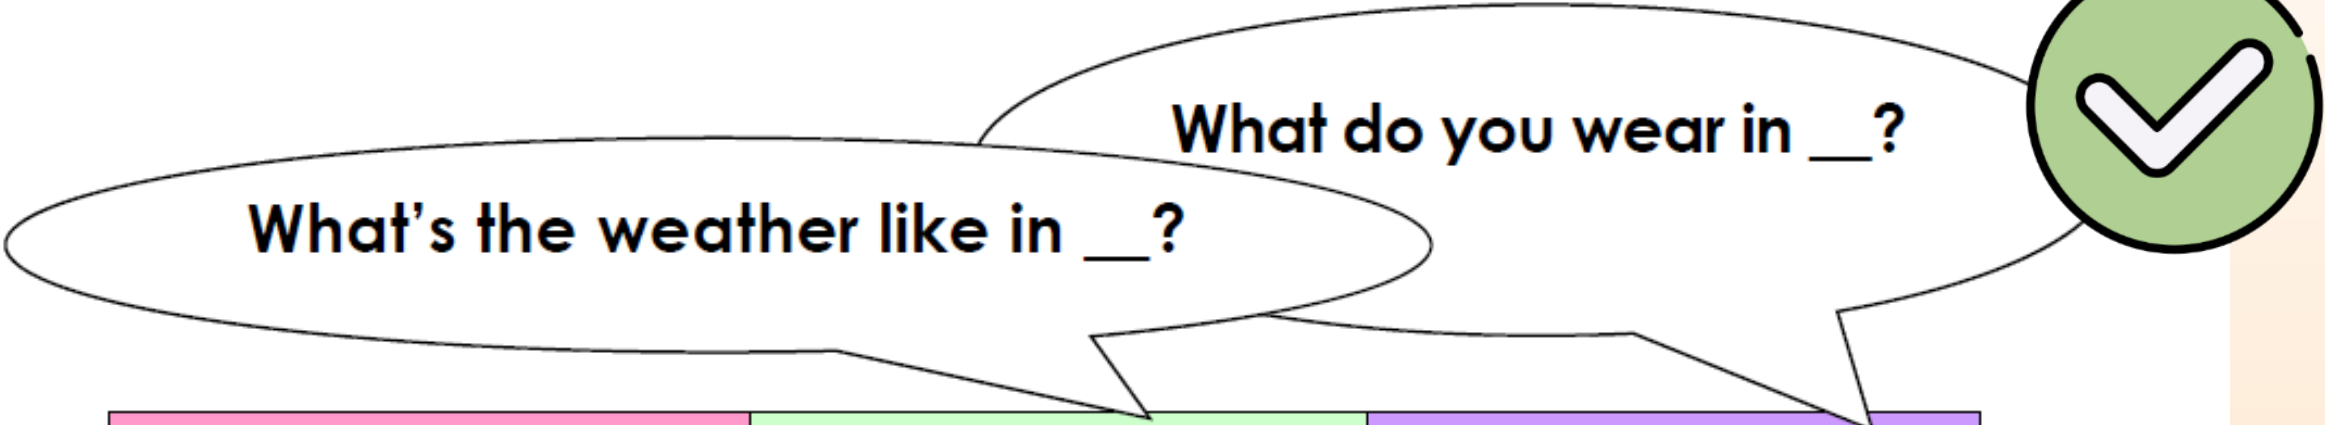 What do you wear in __?
What's the weather like in __?